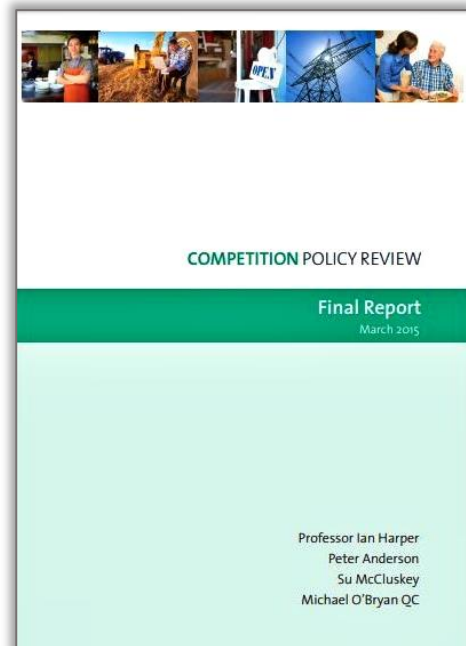 OPEN
COMPETITION POLICY REVIEW
Final Report
March 2015
Professor Ian Harper
Peter Anderson
Su McCluskey
Michael O'Bryan QC